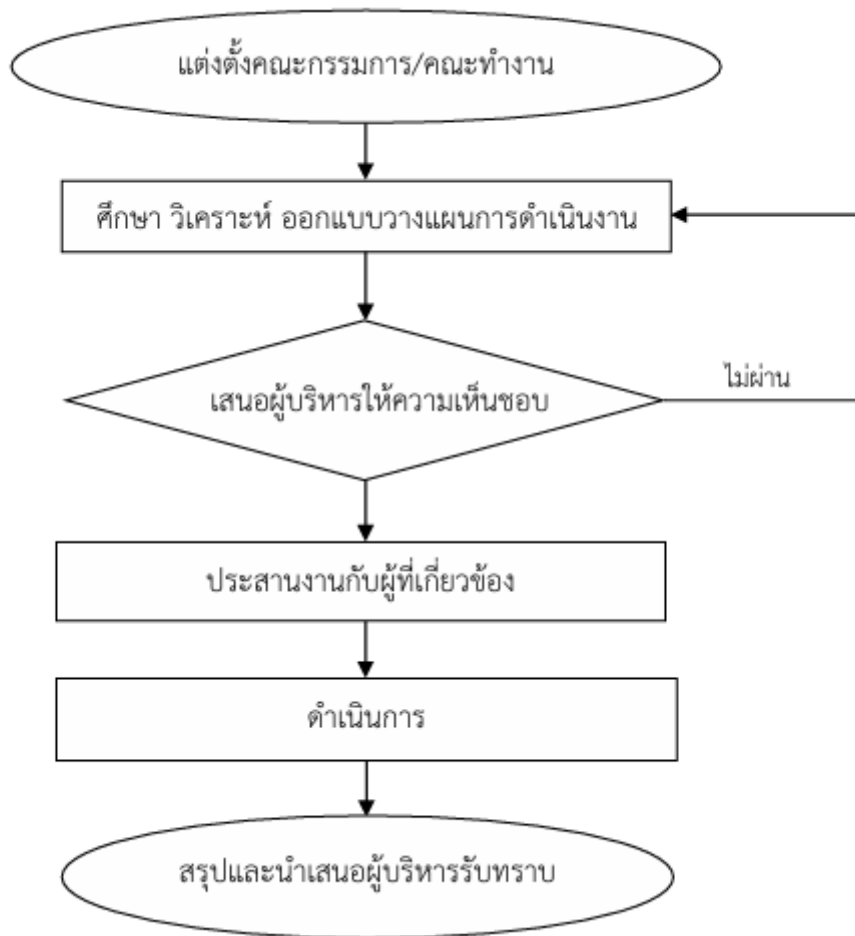 แต่งตั้งคณะกรรมการ/คณะทำงาน
ศึกษา วิเคราะห์ ออกแบบวางแผนการดำเนินงาน
เสนอผู้บริหารให้ความเห็นชอบ
ไม่ผ่าน
ประสานงานกับผู้ที่เกี่ยวข้อง
ดำเนินการ
สรุปและนำเสนอผู้บริหารรับทราบ